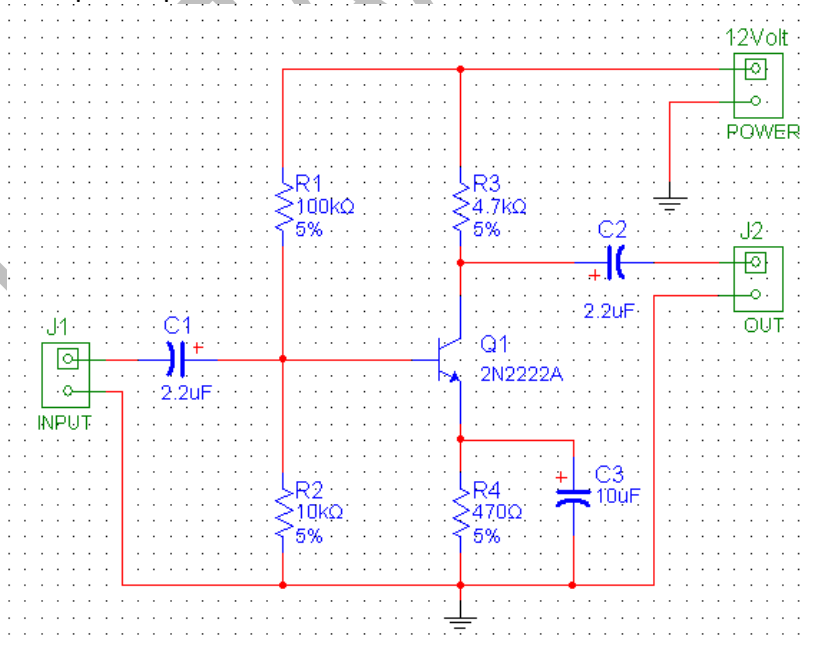 12Volt
POWER
R1
100kΩ
5%
R3
4.7kΩ
5%
C2
+
2.2uF
J2
OUT
J1
INPUT
C1
+
2.2uF
Q1
2N2222A
R2
10kΩ
5%
R4
470Ω
5%
C3
+
10uF